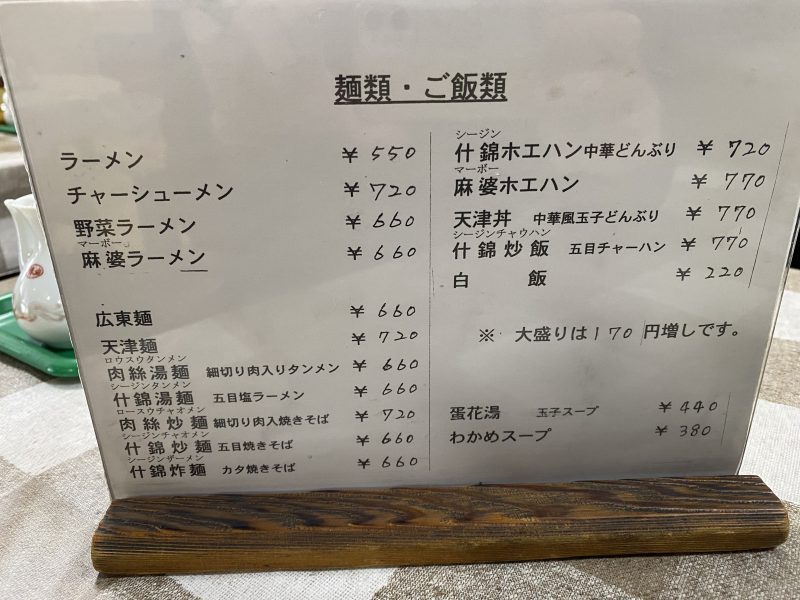 麺類・ご飯類
ラーメン ¥ 550
チャーシューメン ¥ 720
野菜ラーメン ¥ 660
マーボー
麻婆ラーメン ¥ 660
広東麺 ¥ 660
天津麺 ¥ 720
ロウスウタンメン
肉絲湯麺 細切り肉入りタンメン ¥ 660
シージンタンメン
什錦湯麺 五目塩ラーメン ¥ 660
ロースウチャオメン
肉絲炒麺 細切り肉入焼きそば ¥ 720
シージンチャオメン
什錦炒麺 五目焼きそば ¥ 660
シージンザーメン
什錦炸麺 カタ焼きそば ¥ 660
シージン
什錦ホエハン中華どんぶり ¥ 720
マーボー
麻婆ホエハン ¥ 770
天津丼 中華風玉子どんぶり ¥ 770
シージンチャウハン
什錦炒飯 五目チャーハン ¥ 770
白飯 ¥ 220
※ 大盛りは170円増しです。
蛋花湯 玉子スープ ¥ 440
わかめスープ ¥ 380